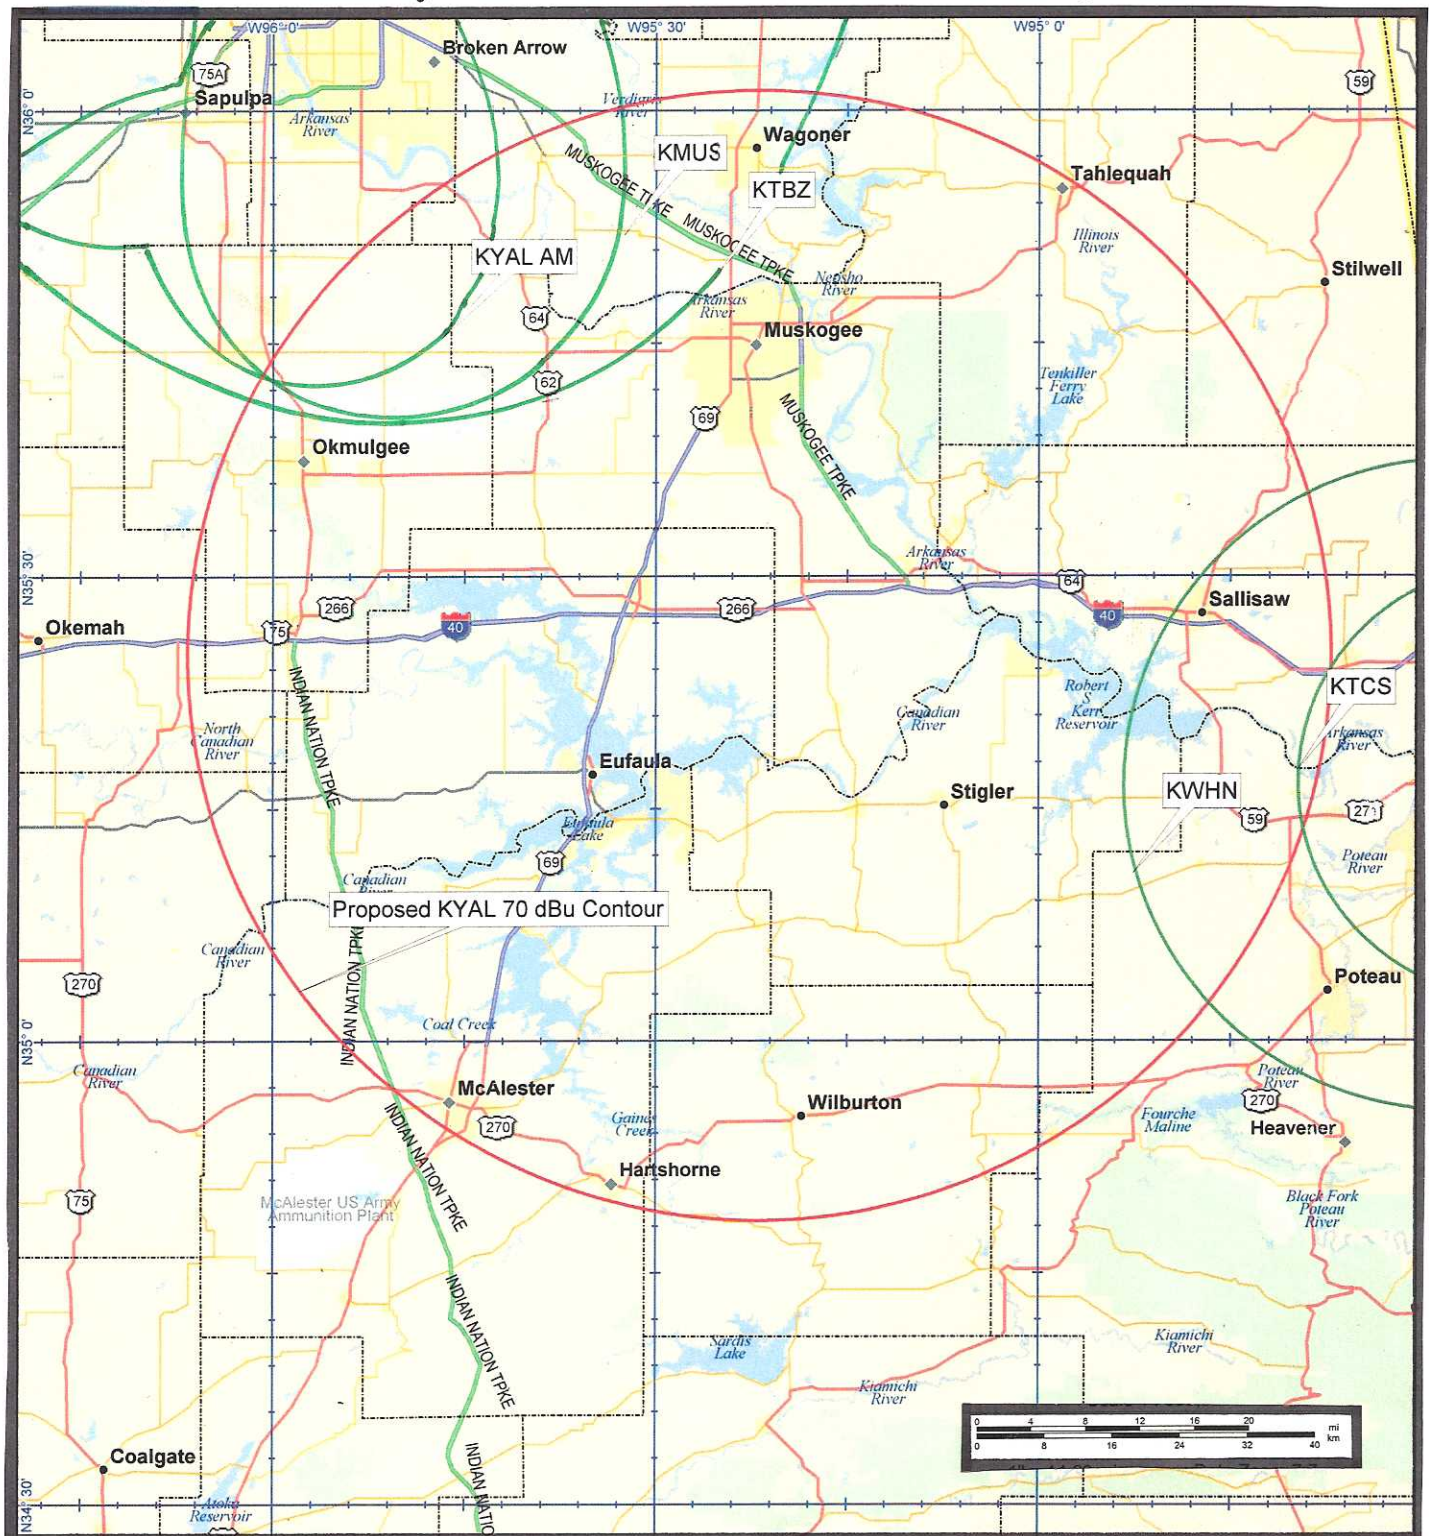 W96° 0'
W95° 30'
W95° 0'
Broken Arrow
75A
59
Sapulpa
N36° 0'
Arkansas
River
Verdigris
River
KMUS
Wagoner
Tahlequah
MUSKOGEE
KTBZ
MUSKOGEE TPKE
Illinois
River
KYAL AM
Stilwell
Neosho
River
Arkansas
River
64
Muskogee
Tenkiller
Ferry
Lake
62
69
MUSKOGEE TPKE
Okmulgee
N35° 30'
Arkansas
River
64
266
266
Sallisaw
40
40
75
Okemah
INDIAN NATION TPKE
KTCS
Robert
S
Kerr
Reservoir
North
Canadian
River
Canadian
River
Arkansas
River
Eufaula
Stigler
KWHN
59
271
Eufaula
Lake
69
Poteau
River
Canadian
River
Proposed KYAL 70 dBu Contour
Canadian
River
INDIAN NATION TPKE
270
Poteau
Coal Creek
N35° 0'
Canadian
River
McAlester
Poteau
River
Wilburton
270
270
Gaines
Creek
Fourche
Maline
Heavener
INDIAN NATION TPKE
Hartshorne
75
McAlester US Army
Ammunition Plant
Black Fork
Poteau
River
INDIAN NATION TPKE
Sardis
Lake
Kiamichi
River
Kiamichi
River
0 4 8 12 16 20 mi
km
0 8 16 24 32 40
Coalgate
INDIAN NATIO
N34° 30'
Atoka
Reservoir